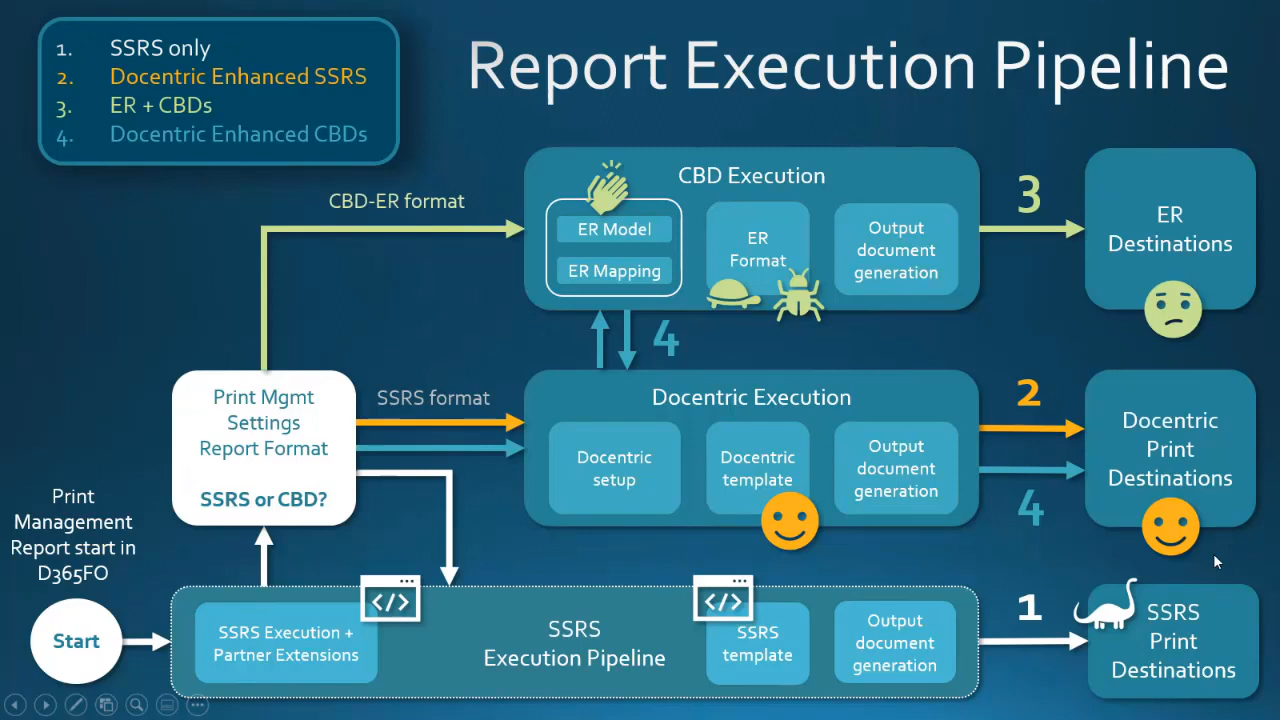 1. SSRS only
2. Docentric Enhanced SSRS
3. ER + CBDs
4. Docentric Enhanced CBDs
Report Execution Pipeline
CBD-ER format
CBD Execution
ER Model
ER Mapping
ER
Format
Output
document
generation
3
ER
Destinations
4
Print Mgmt
Settings
Report Format
SSRS or CBD?
SSRS format
Docentric Execution
Docentric
setup
Docentric
template
Output
document
generation
2
4
Docentric
Print
Destinations
Print
Management
Report start in
D365FO
Start
SSRS Execution +
Partner Extensions
</>
SSRS
Execution Pipeline
</>
SSRS
template
Output
document
generation
1
SSRS
Print
Destinations